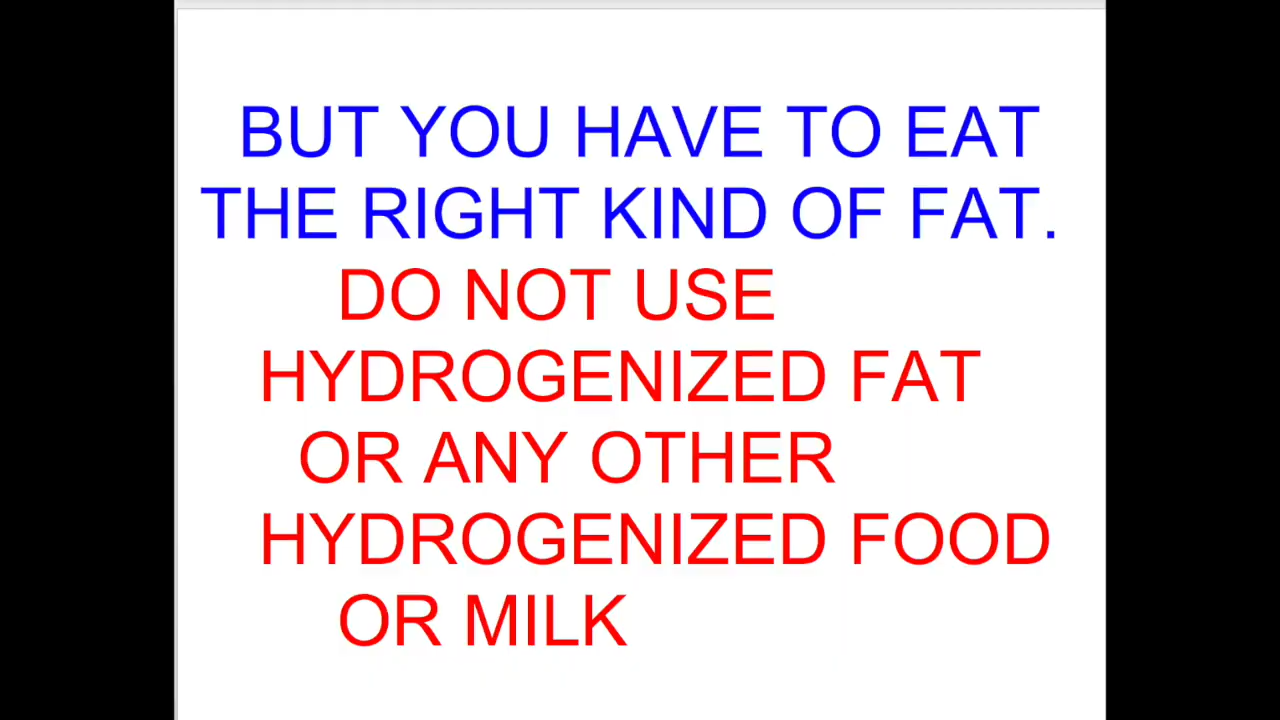 BUT YOU HAVE TO EAT
THE RIGHT KIND OF FAT.
DO NOT USE
HYDROGENIZED FAT
OR ANY OTHER
HYDROGENIZED FOOD
OR MILK